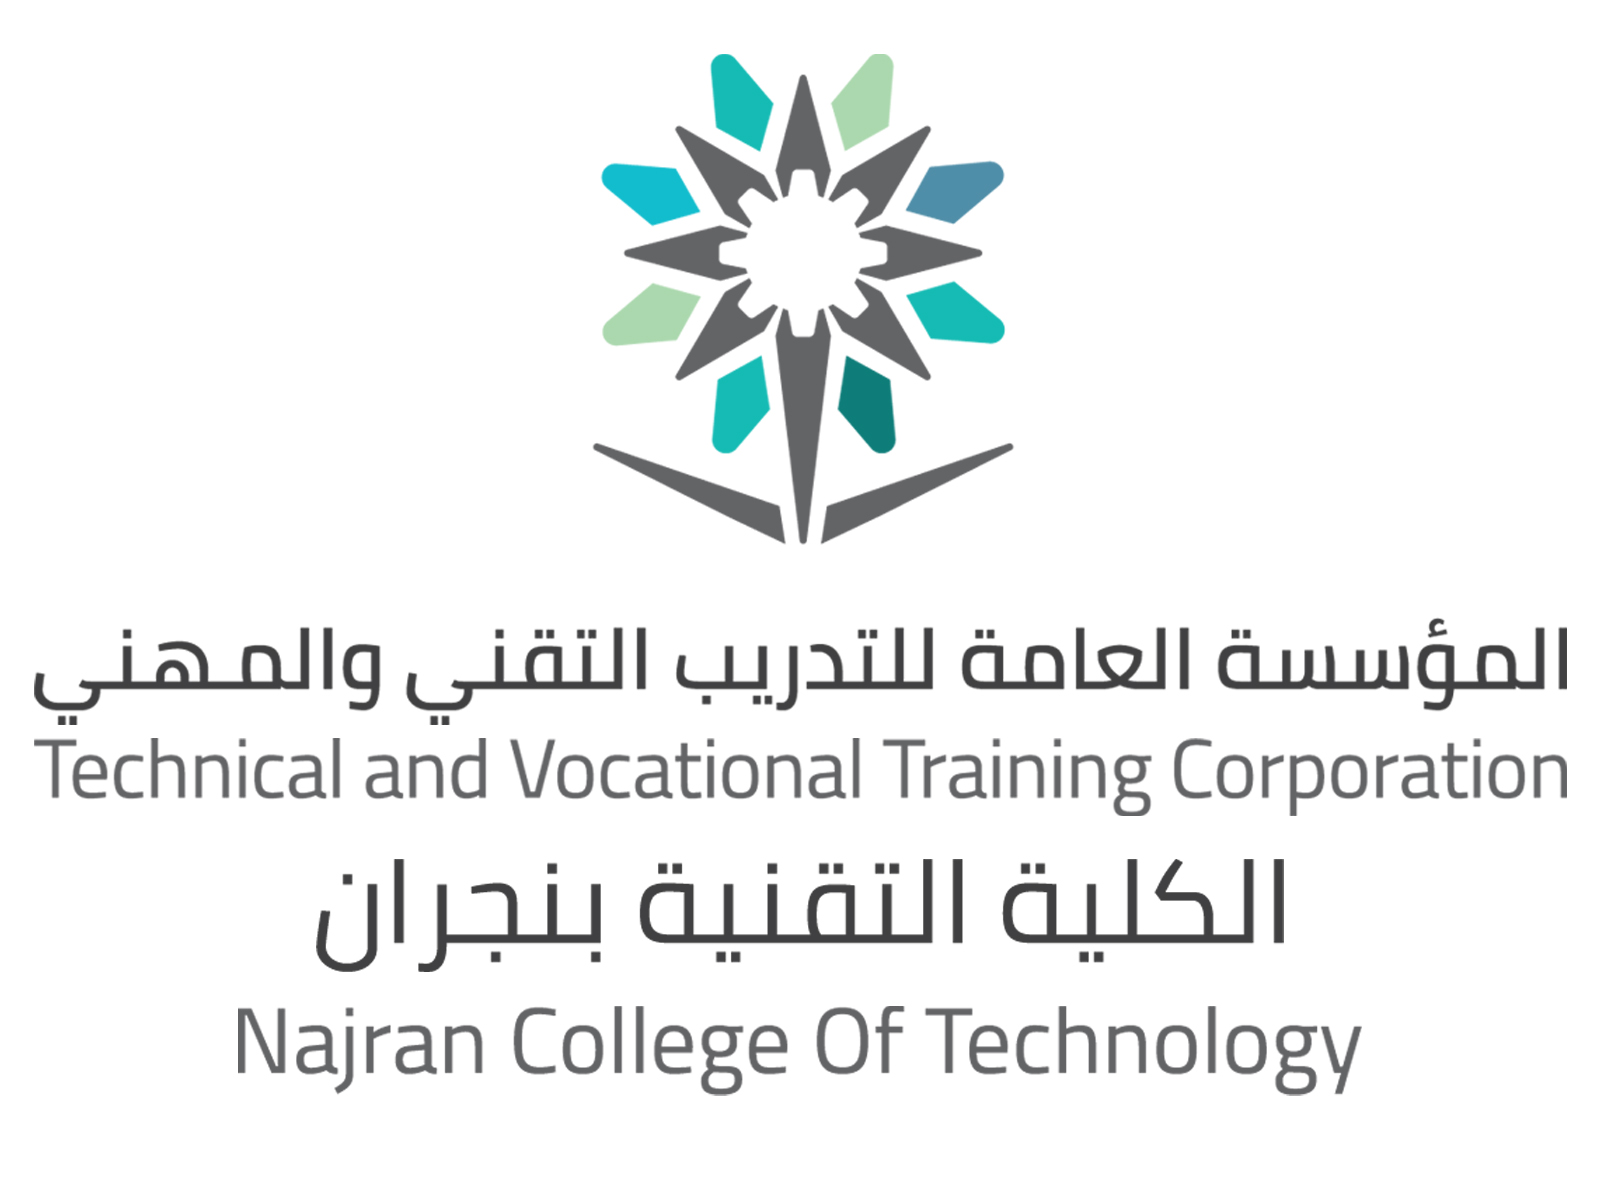 المؤسسة العامة للتدريب التقني والمهني
Technical and Vocational Training Corporation
الكلية التقنية بنجران
Najran College Of Technology